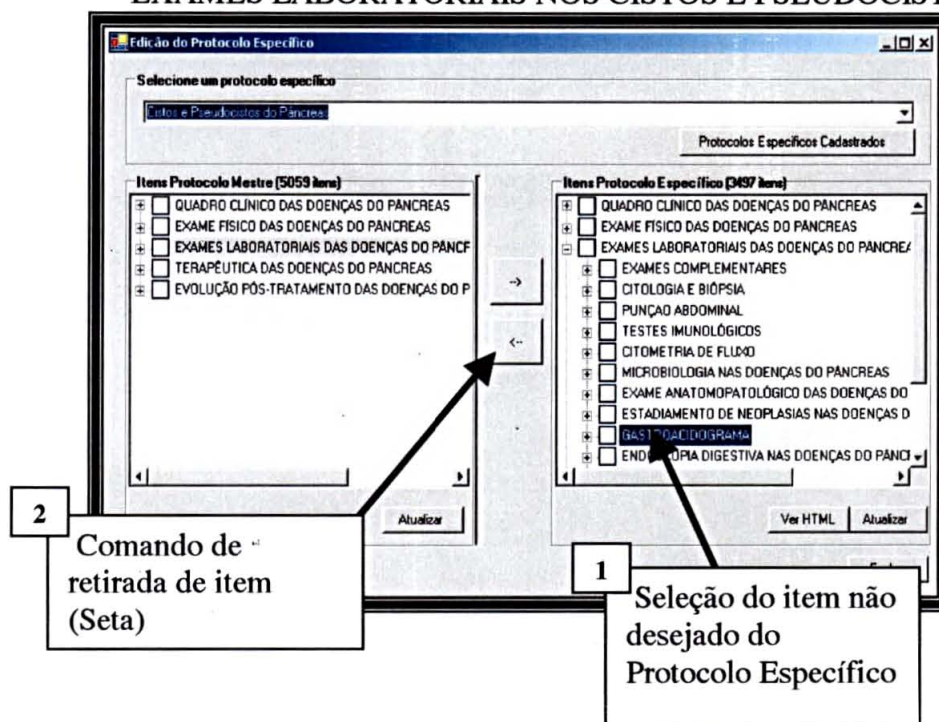 EXAMES LABORATORIAIS NOS CISTOS E PSEUDOCIST
Edicão do Protocolo Específico
Selecione um protocolo específico
Cistos e Pseudocistos do Pâncreas
Protocolos Específicos Cadastrados
Itens Protocolo Mestre (5059 itens)
QUADRO CLÍNICO DAS DOENÇAS DO PÂNCREAS
EXAME FÍSICO DAS DOENÇAS DO PÂNCREAS
EXAMES LABORATORIAIS DAS DOENÇAS DO PÂNCR
TERAPÊUTICA DAS DOENÇAS DO PÂNCREAS
EVOLUÇÃO PÓS-TRATAMENTO DAS DOENÇAS DO P
Atualizar
-->
<--
Itens Protocolo Específico (3497 itens)
QUADRO CLÍNICO DAS DOENÇAS DO PÂNCREAS
EXAME FÍSICO DAS DOENÇAS DO PÂNCREAS
EXAMES LABORATORIAIS DAS DOENÇAS DO PÂNCREA
EXAMES COMPLEMENTARES
CITOLOGIA E BIÓPSIA
PUNÇÃO ABDOMINAL
TESTES IMUNOLÓGICOS
CITOMETRIA DE FLUXO
MICROBIOLOGIA NAS DOENÇAS DO PÂNCREAS
EXAME ANATOMOPATOLÓGICO DAS DOENÇAS DO
ESTADIAMENTO DE NEOPLASIAS NAS DOENÇAS D
GASTROACIDOGRAMA
ENDOSCOPIA DIGESTIVA NAS DOENÇAS DO PÂNC
Ver HTML
Atualizar
2
Comando de
retirada de item
(Seta)
1
Seleção do item não
desejado do
Protocolo Específico